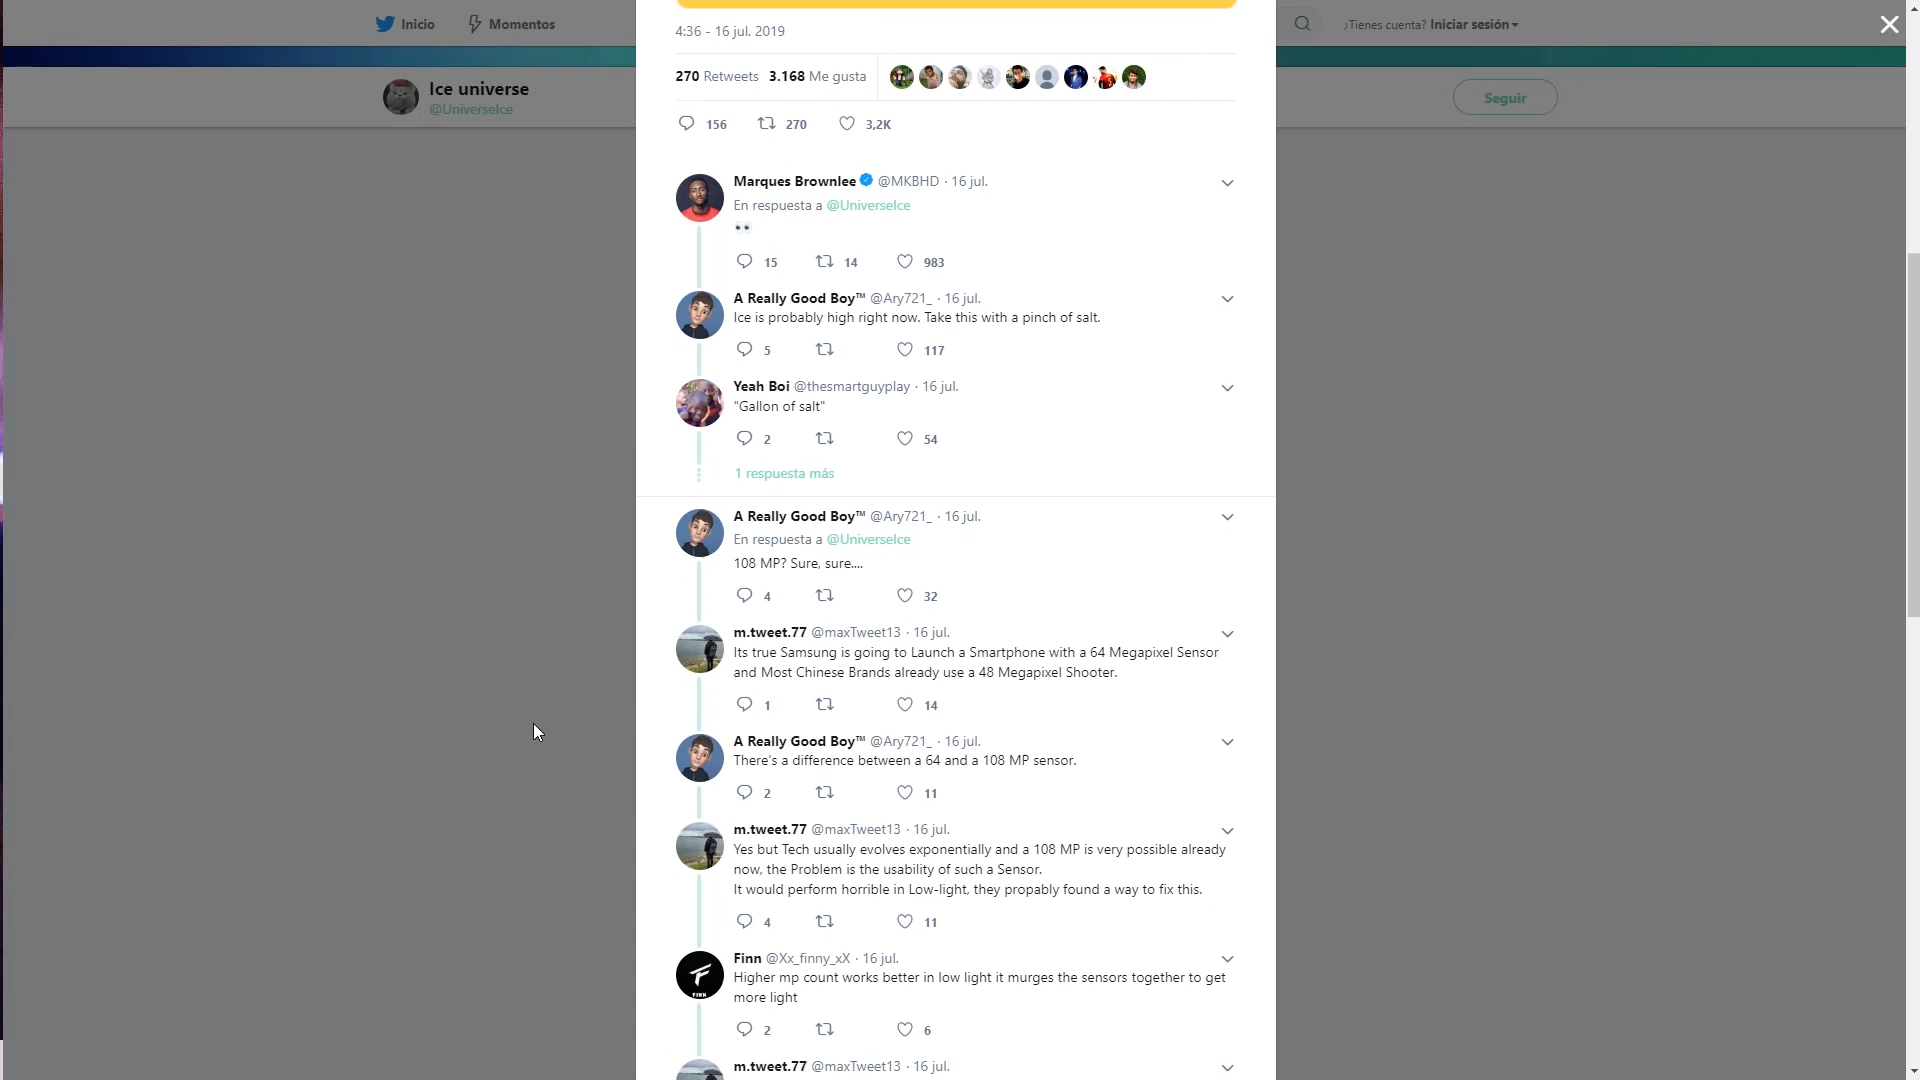 Inicio
Momentos
¿Tienes cuenta? Iniciar sesión
Ice universe
@UniverseIce
Seguir
4:36 - 16 jul. 2019
270 Retweets 3.168 Me gusta
156 270 3,2K
Marques Brownlee @MKBHD · 16 jul.
En respuesta a @UniverseIce
15 14 983
A Really Good Boy™ @Ary721_ · 16 jul.
Ice is probably high right now. Take this with a pinch of salt.
5 117
Yeah Boi @thesmartguyplay · 16 jul.
"Gallon of salt"
2 54
1 respuesta más
A Really Good Boy™ @Ary721_ · 16 jul.
En respuesta a @UniverseIce
108 MP? Sure, sure....
4 32
m.tweet.77 @maxTweet13 · 16 jul.
Its true Samsung is going to Launch a Smartphone with a 64 Megapixel Sensor
and Most Chinese Brands already use a 48 Megapixel Shooter.
1 14
A Really Good Boy™ @Ary721_ · 16 jul.
There's a difference between a 64 and a 108 MP sensor.
2 11
m.tweet.77 @maxTweet13 · 16 jul.
Yes but Tech usually evolves exponentially and a 108 MP is very possible already
now, the Problem is the usability of such a Sensor.
It would perform horrible in Low-light, they propably found a way to fix this.
4 11
Finn @Xx_finny_xX · 16 jul.
FINN
Higher mp count works better in low light it murges the sensors together to get
more light
2 6
m.tweet.77 @maxTweet13 · 16 jul.